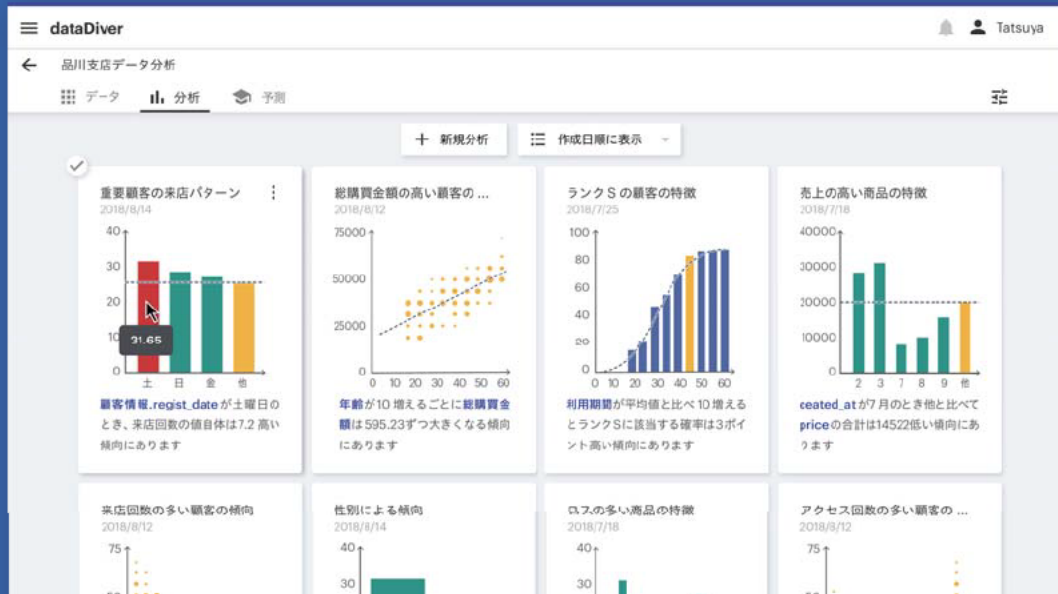 dataDiver
Tatsuya
品川支店データ分析
データ 分析 予測
新規分析 作成日順に表示
重要顧客の来店パターン
2018/8/14
40
30
20
10
0
31.65
土 日 金 他
顧客情報.regist_dateが土曜日の
とき、来店回数の値自体は7.2 高い
傾向にあります
総購買金額の高い顧客の ...
2018/8/12
75000
50000
25000
0
0 10 20 30 40 50 60
年齢が10 増えるごとに総購買金
額は595.23ずつ大きくなる傾向
にあります
ランクSの顧客の特徴
2018/7/25
100
80
60
40
20
0
0 10 20 30 40 50 60
利用期間が平均値と比べ10増える
とランクSに該当する確率は3ポイ
ント高い傾向にあります
売上の高い商品の特徴
2018/7/18
40000
30000
20000
10000
0
2 3 7 8 9 他
ceated_atが7月のとき他と比べて
priceの合計は14522低い傾向にあ
ります
来店回数の多い顧客の傾向
2018/8/12
75
性別による傾向
2018/8/14
40
30
ロスの多い商品の特徴
2018/7/18
40
30
アクセス回数の多い顧客の ...
2018/8/12
75